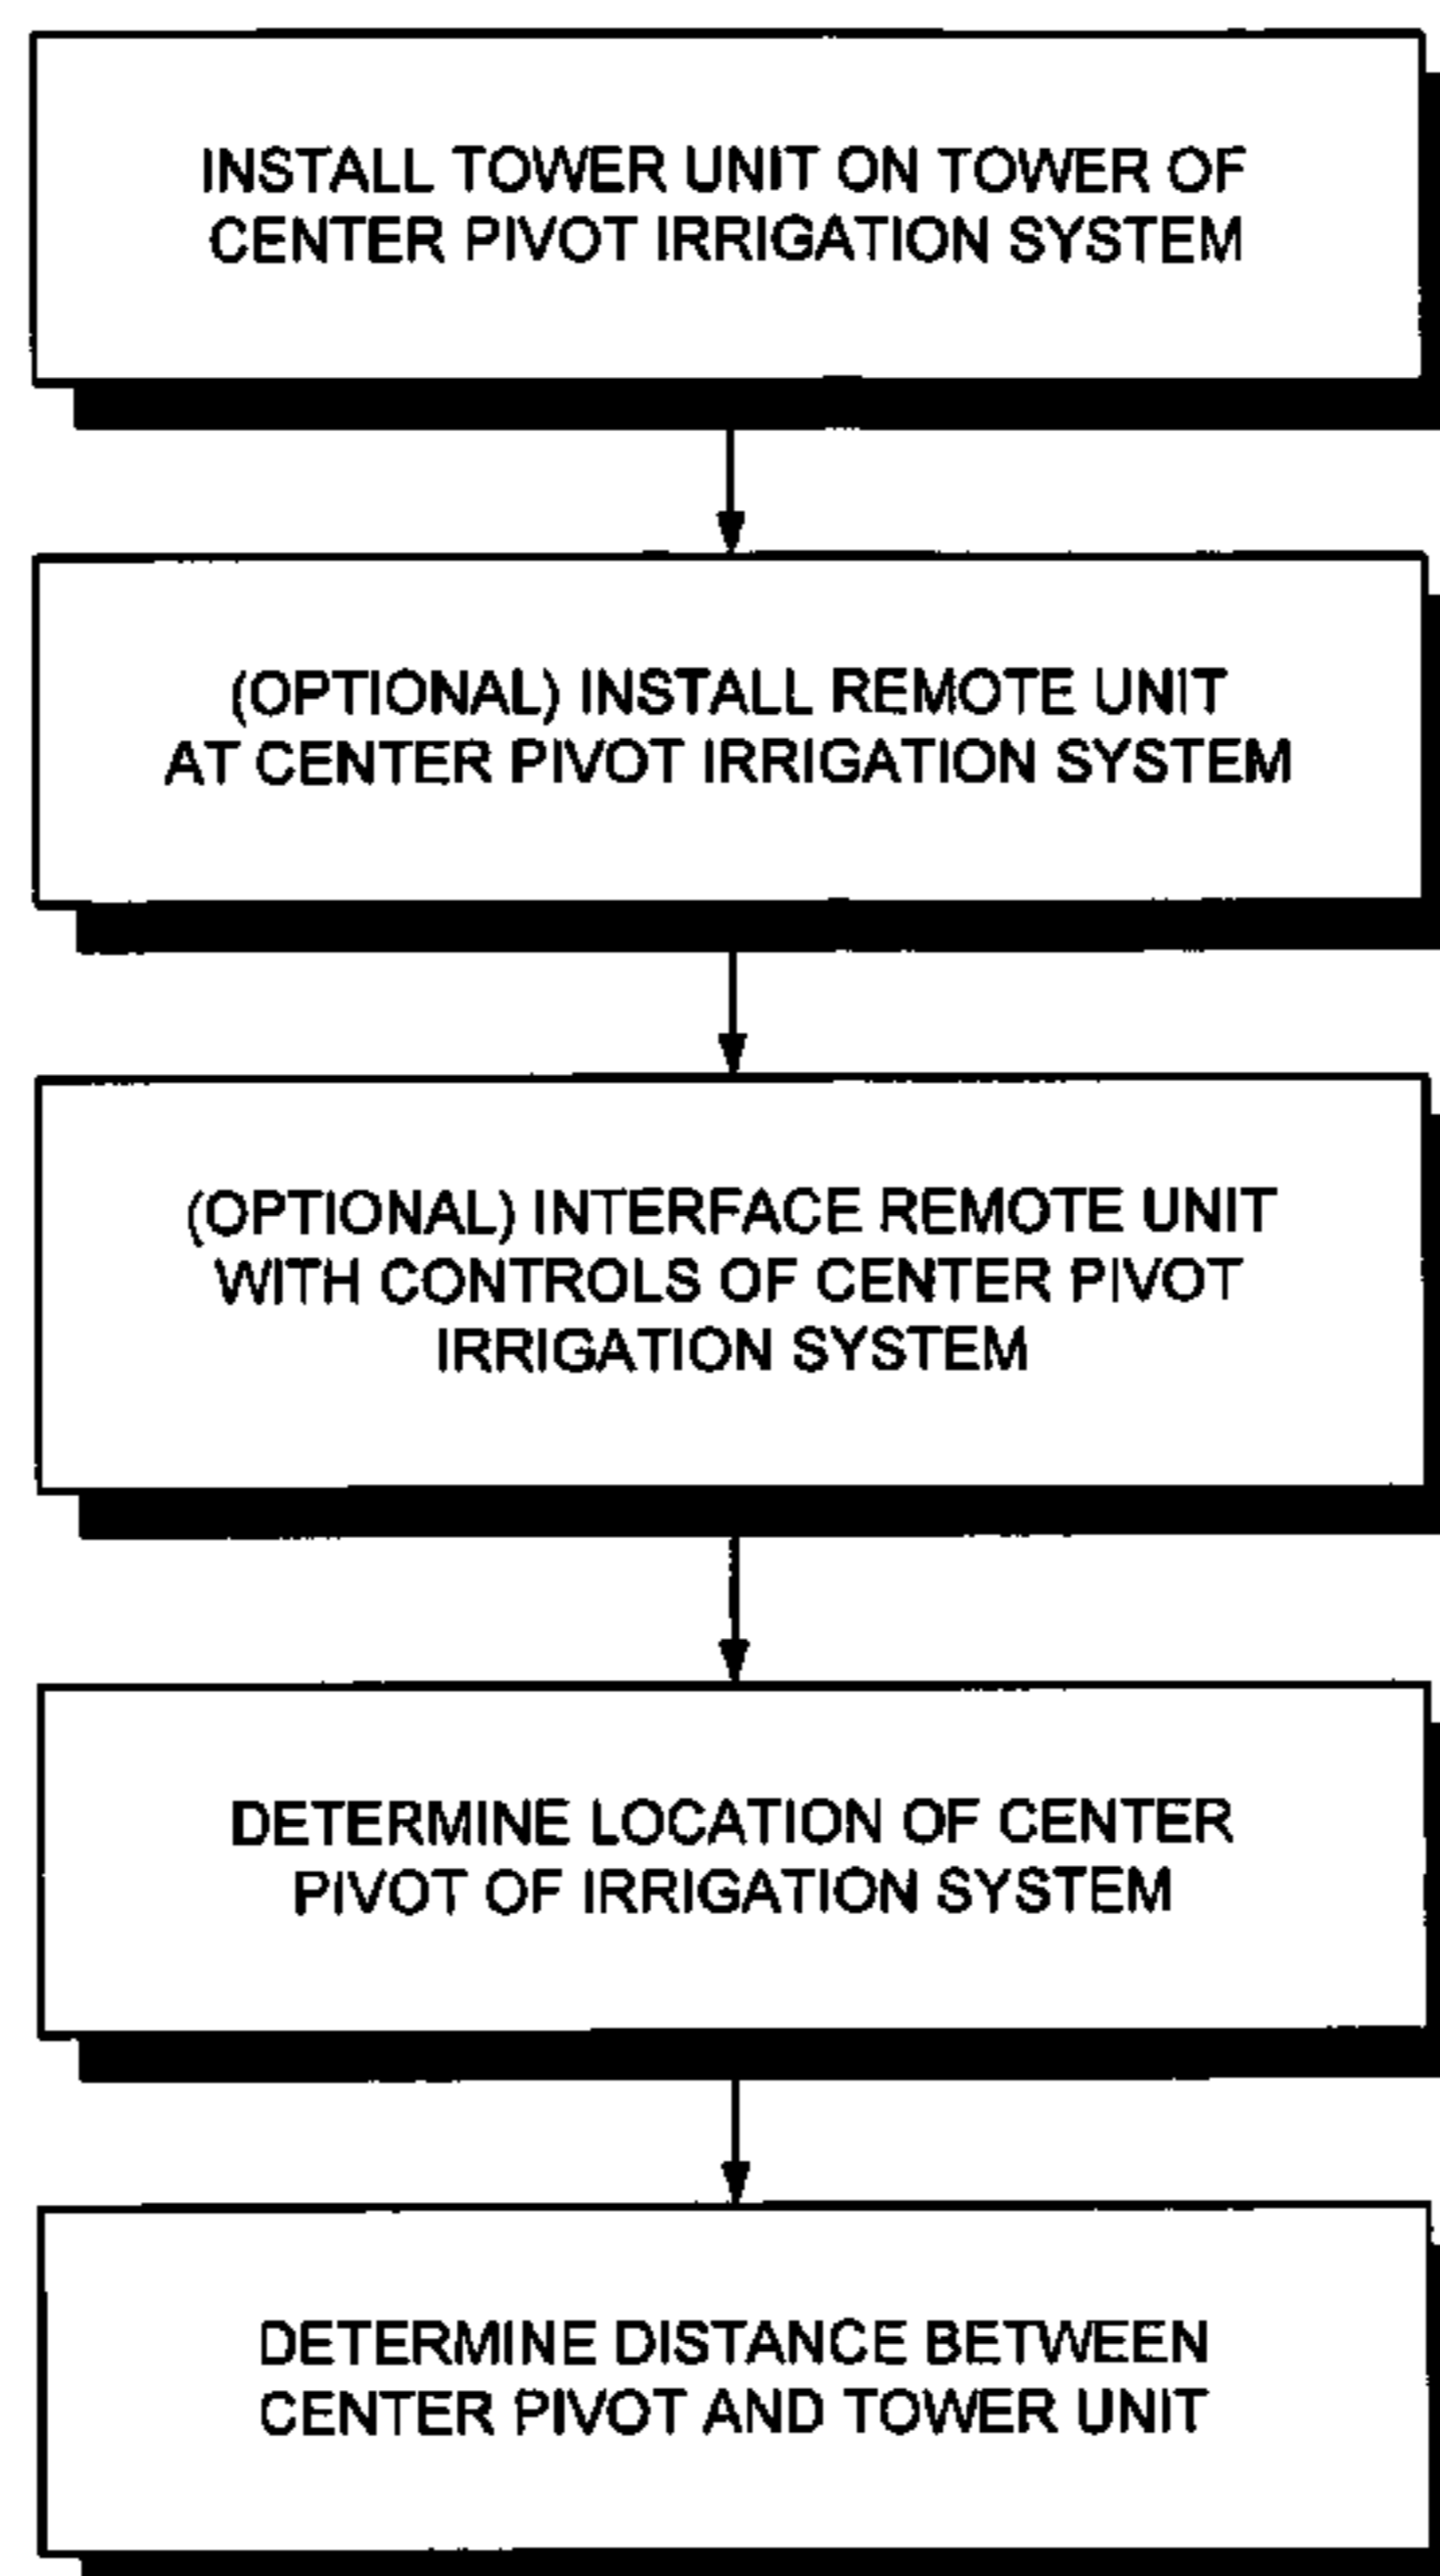 INSTALL TOWER UNIT ON TOWER OF
CENTER PIVOT IRRIGATION SYSTEM
(OPTIONAL) INSTALL REMOTE UNIT
AT CENTER PIVOT IRRIGATION SYSTEM
(OPTIONAL) INTERFACE REMOTE UNIT
WITH CONTROLS OF CENTER PIVOT
IRRIGATION SYSTEM
DETERMINE LOCATION OF CENTER
PIVOT OF IRRIGATION SYSTEM
DETERMINE DISTANCE BETWEEN
CENTER PIVOT AND TOWER UNIT